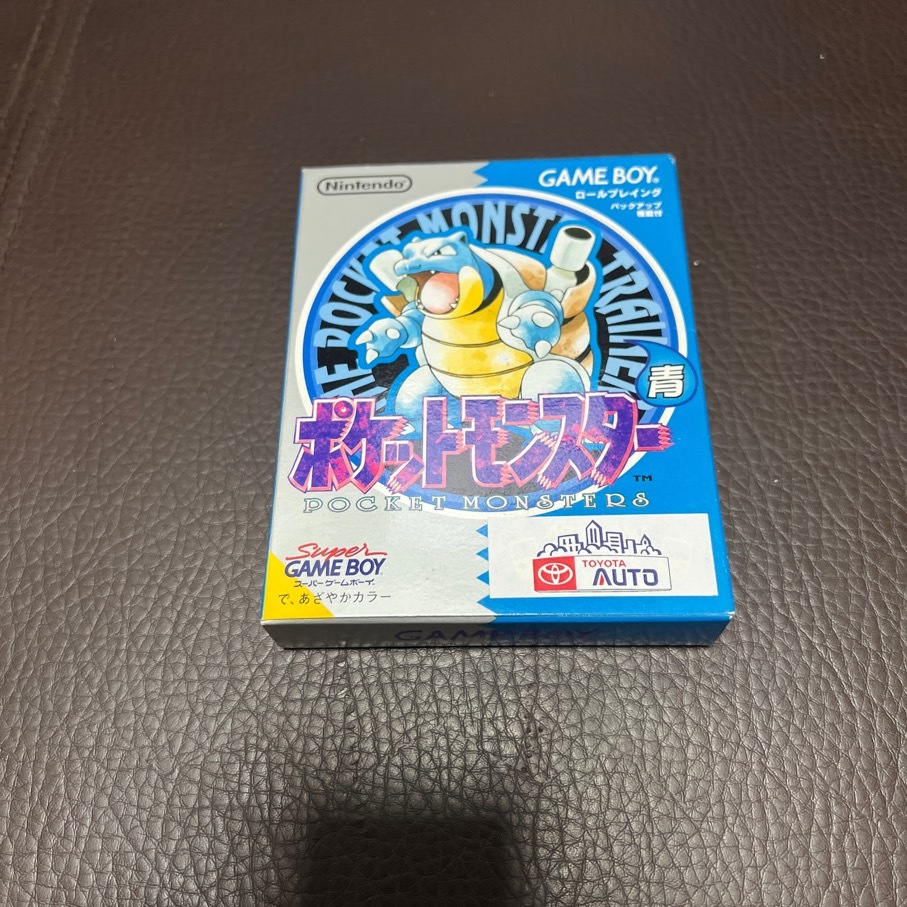 Nintendo
GAME BOY
ロールプレイング
バックアップ
機能付
THE POCKET MONSTER TRAINER
青
ポケットモンスター
TM
POCKET MONSTERS
Super
GAME BOY
スーパーゲームボーイ
で、あざやかカラー
TOYOTA
AUTO
GAME BOY